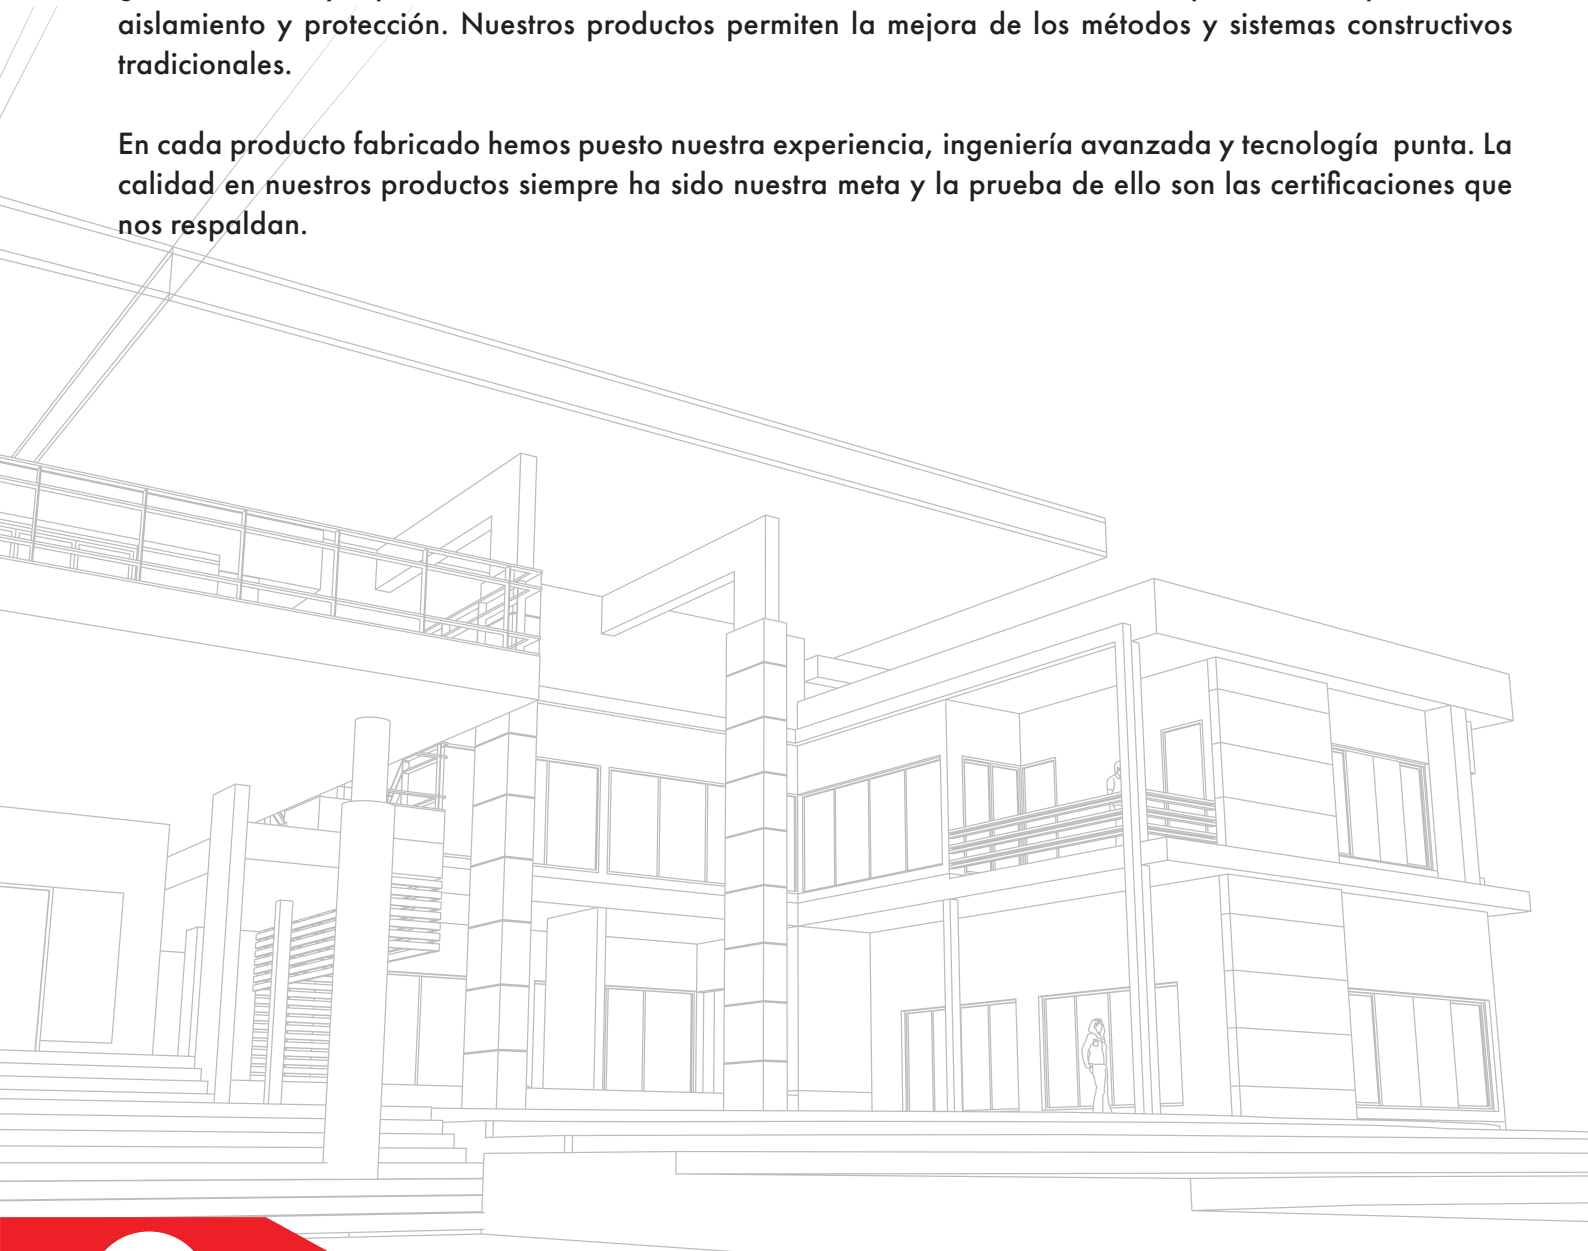 aislamiento y protección. Nuestros productos permiten la mejora de los métodos y sistemas constructivos
tradicionales.
En cada producto fabricado hemos puesto nuestra experiencia, ingeniería avanzada y tecnología punta. La
calidad en nuestros productos siempre ha sido nuestra meta y la prueba de ello son las certificaciones que
nos respaldan.